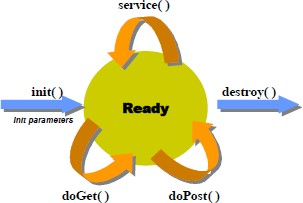 service( )
init( )
destroy( )
Ready
Init parameters
doGet( )
doPost( )